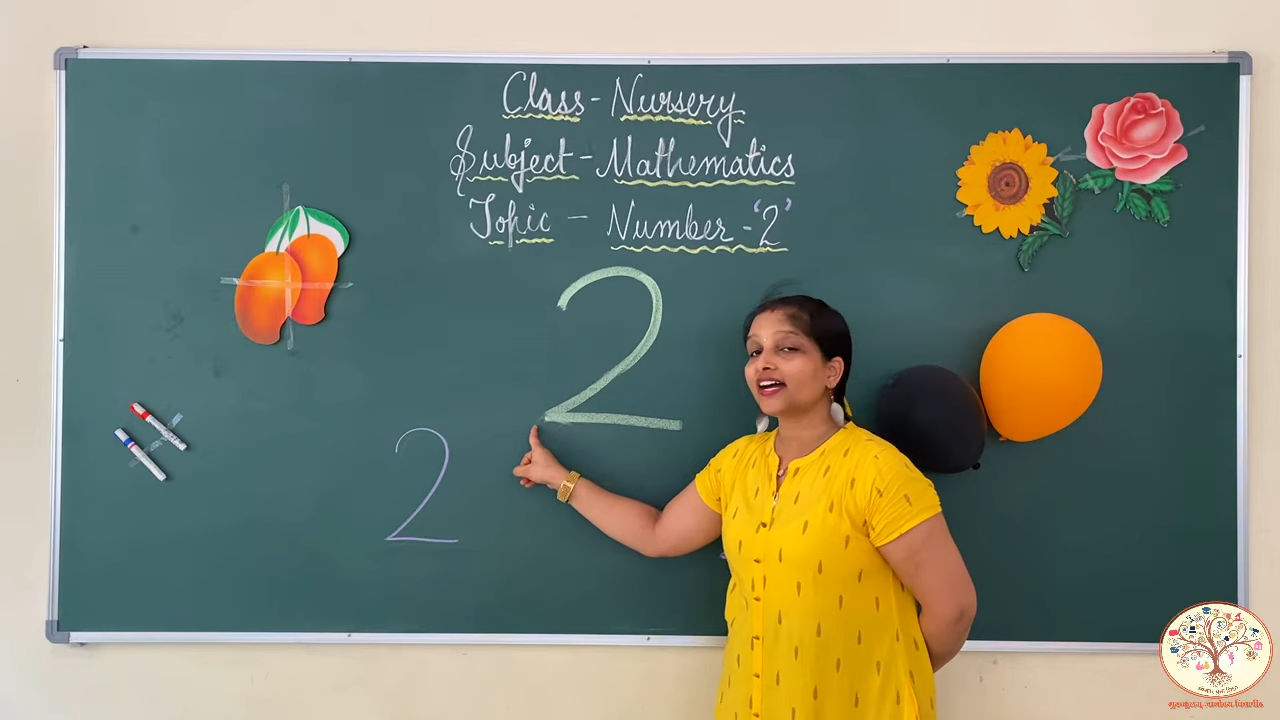 Class - Nursery
Subject - Mathematics
Topic - Number - '2'
2
2